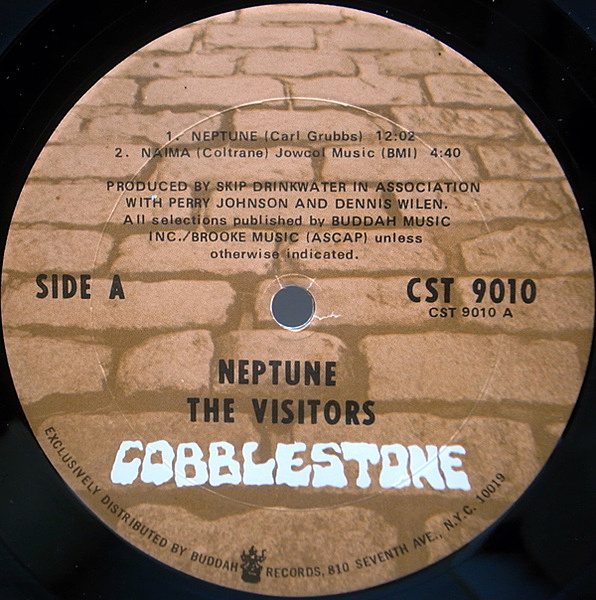 1. NEPTUNE (Carl Grubbs) 12:02
2. NAIMA (Coltrane) Jowcol Music (BMI) 4:40
PRODUCED BY SKIP DRINKWATER IN ASSOCIATION
WITH PERRY JOHNSON AND DENNIS WILEN.
All selections published by BUDDAH MUSIC
INC./BROOKE MUSIC (ASCAP) unless
otherwise indicated.
SIDE A
CST 9010
CST 9010 A
NEPTUNE
THE VISITORS
COBBLESTONE
EXCLUSIVELY DISTRIBUTED BY BUDDAH RECORDS, 810 SEVENTH AVE., N.Y.C. 10019